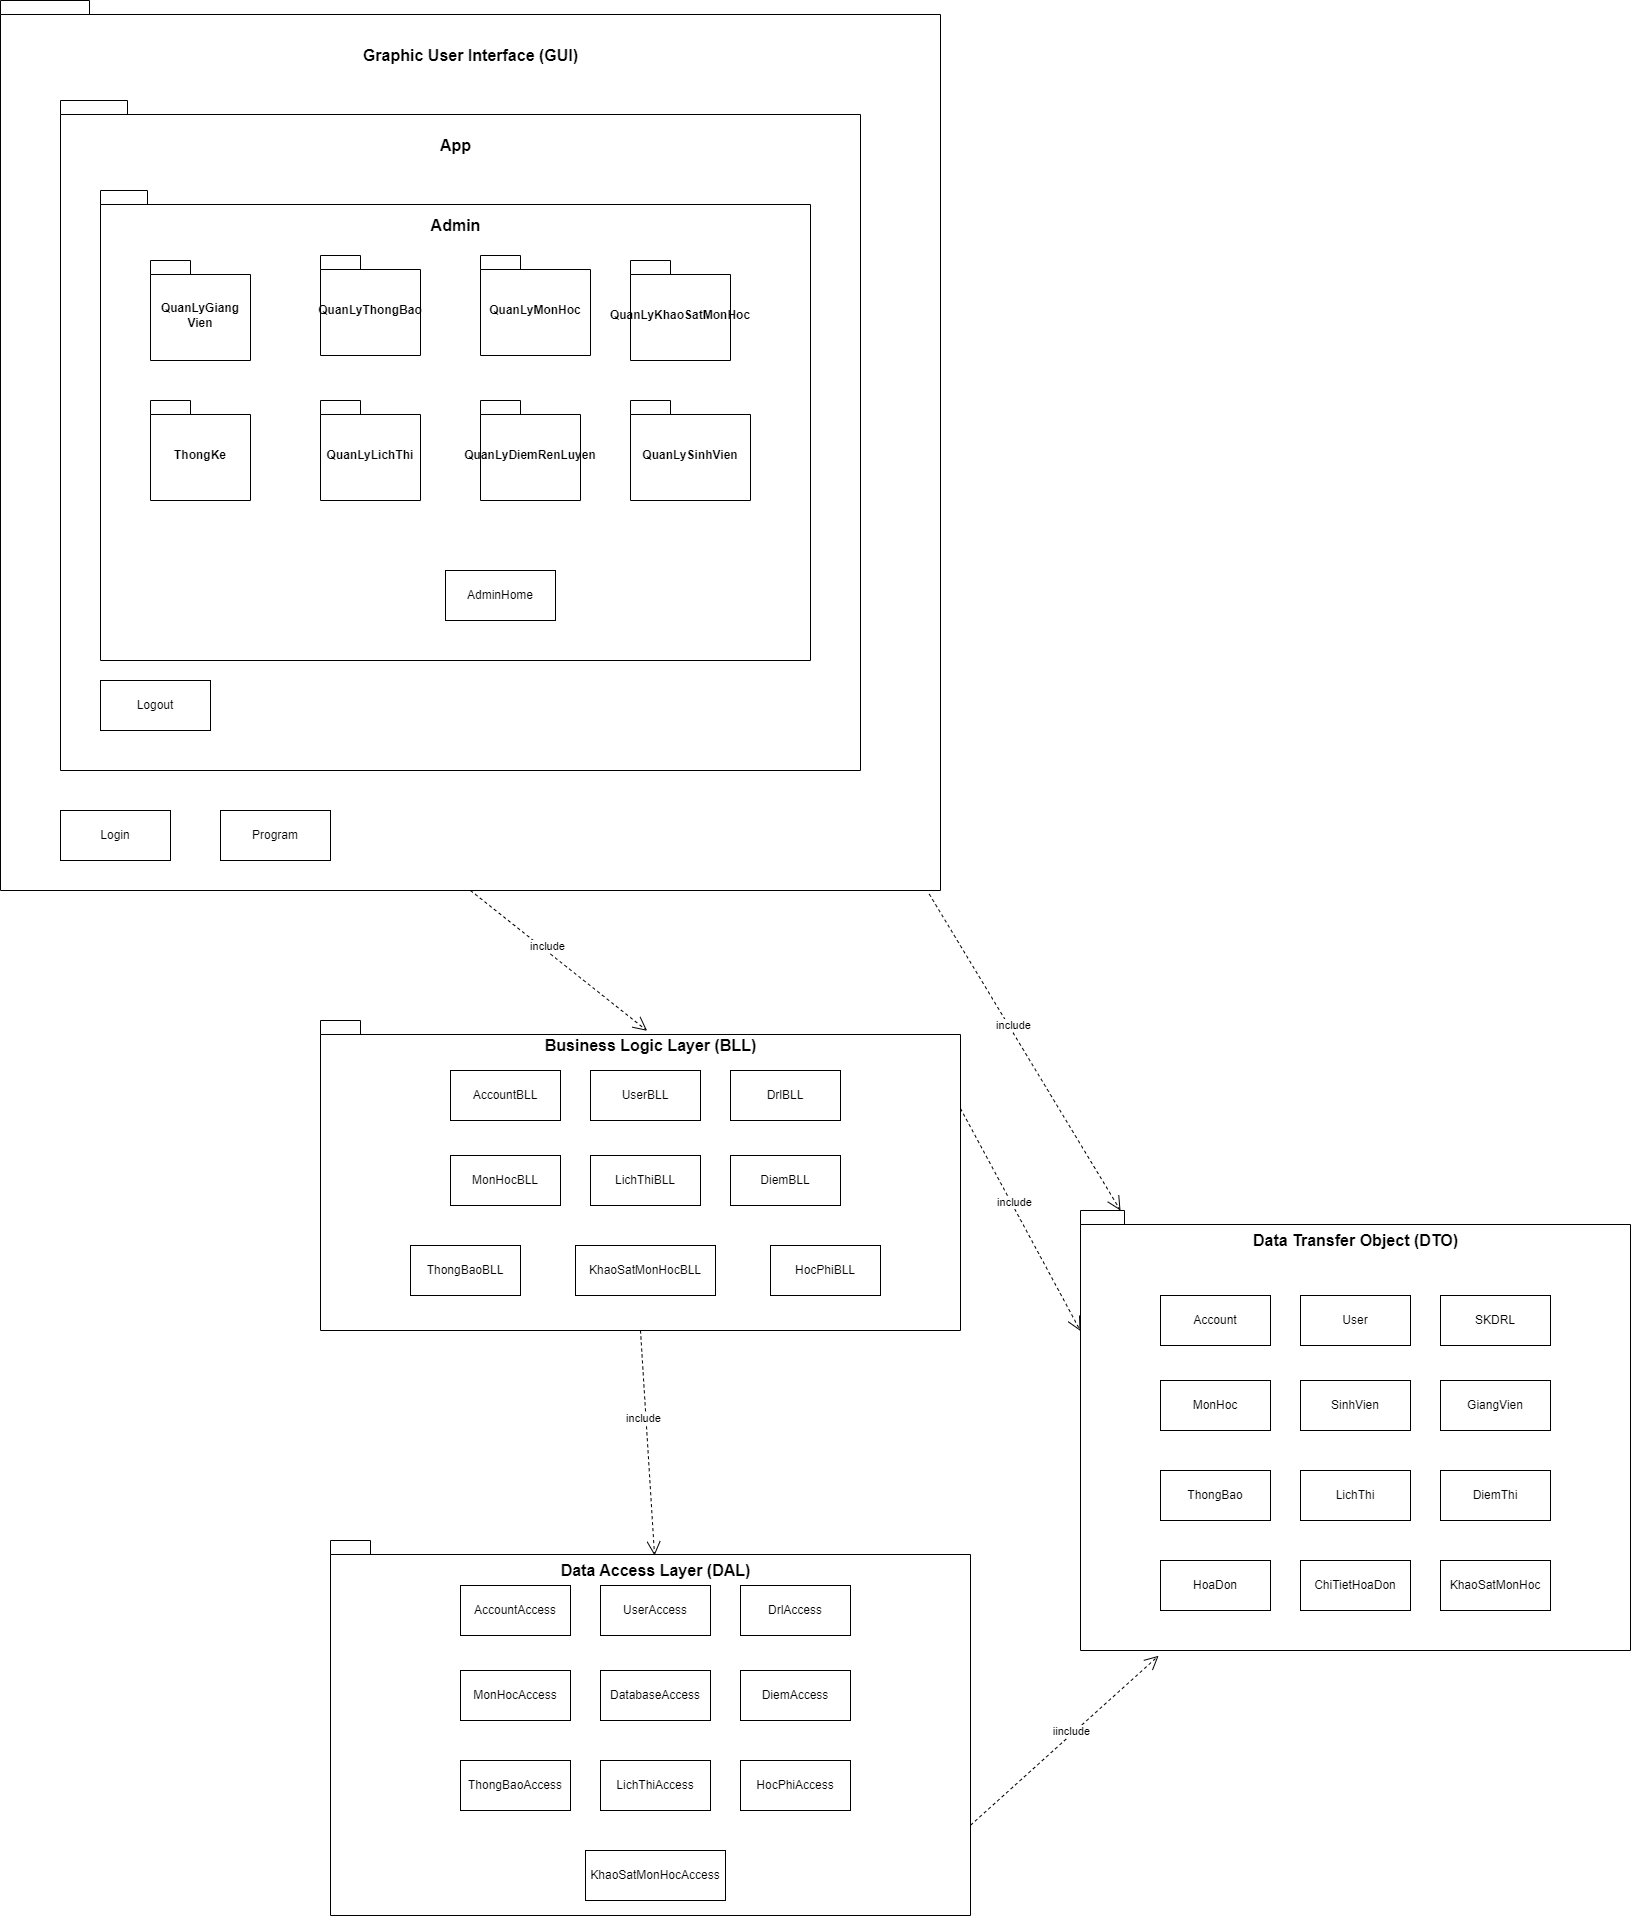 Graphic User Interface (GUI)
App
Admin
QuanLyGiang
Vien
QuanLyThongBao
QuanLyMonHoc
QuanLyKhaoSatMonHoc
ThongKe
QuanLyLichThi
QuanLyDiemRenLuyen
QuanLySinhVien
AdminHome
Logout
Login
Program
include
include
Business Logic Layer (BLL)
AccountBLL
UserBLL
DrlBLL
MonHocBLL
LichThiBLL
DiemBLL
ThongBaoBLL
KhaoSatMonHocBLL
HocPhiBLL
include
include
Data Transfer Object (DTO)
Account
User
SKDRL
MonHoc
SinhVien
GiangVien
ThongBao
LichThi
DiemThi
HoaDon
ChiTietHoaDon
KhaoSatMonHoc
Data Access Layer (DAL)
AccountAccess
UserAccess
DrlAccess
MonHocAccess
DatabaseAccess
DiemAccess
ThongBaoAccess
LichThiAccess
HocPhiAccess
KhaoSatMonHocAccess
iinclude